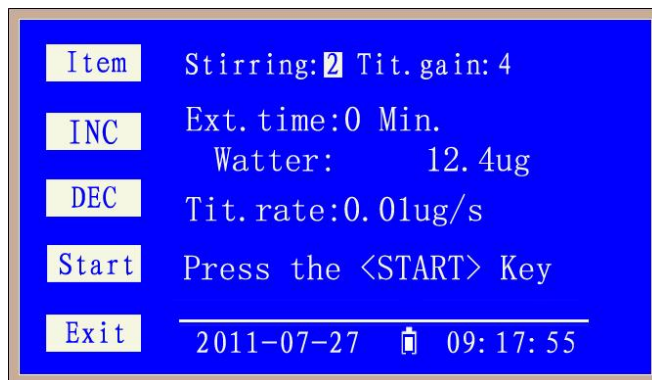 Item
Stirring:2 Tit.gain:4
INC
Ext.time:0 Min.
Watter: 12.4ug
DEC
Tit.rate:0.01ug/s
Start
Press the <START> Key
Exit
2011-07-27 09:17:55